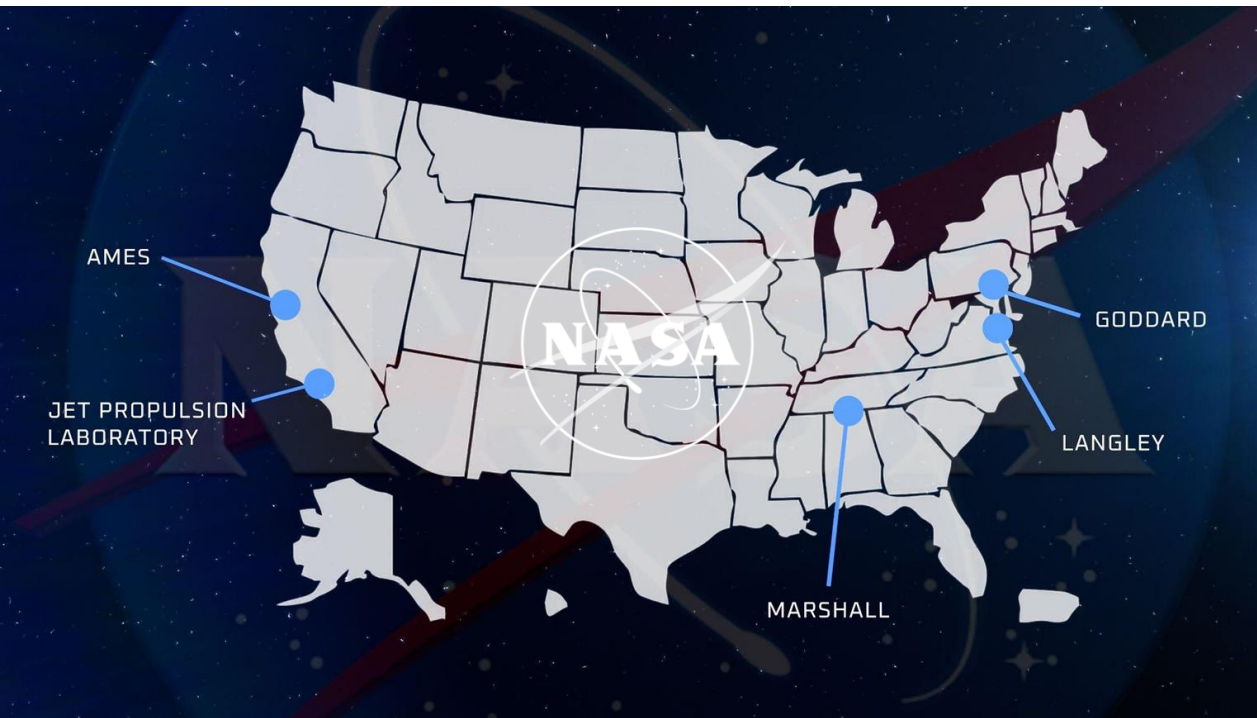 AMES
GODDARD
NASA
JET PROPULSION
LABORATORY
LANGLEY
MARSHALL